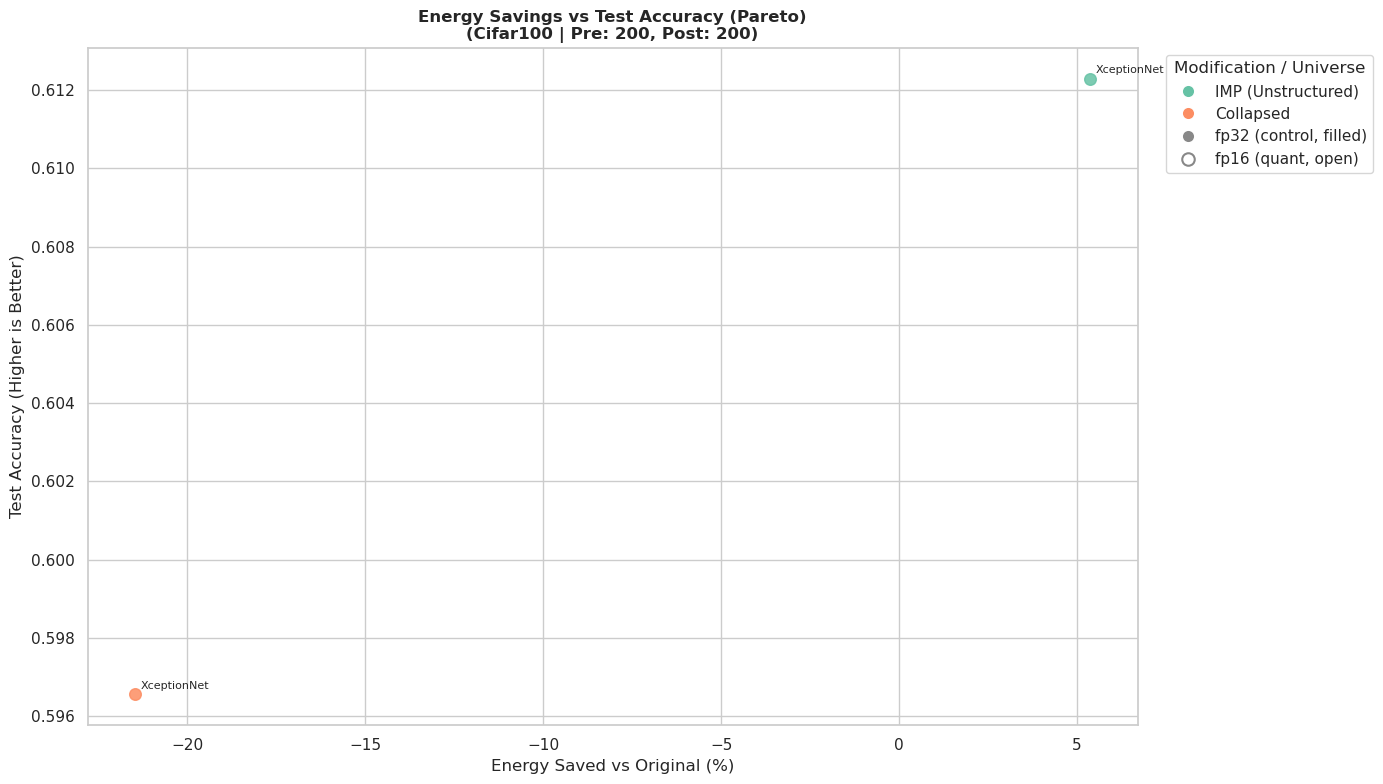 Energy Savings vs Test Accuracy (Pareto)
(Cifar100 | Pre: 200, Post: 200)
XceptionNet
Modification / Universe
IMP (Unstructured)
Collapsed
fp32 (control, filled)
fp16 (quant, open)
Test Accuracy (Higher is Better)
0.612
0.610
0.608
0.606
0.604
0.602
0.600
0.598
0.596
XceptionNet
−20
−15
−10
−5
0
5
Energy Saved vs Original (%)